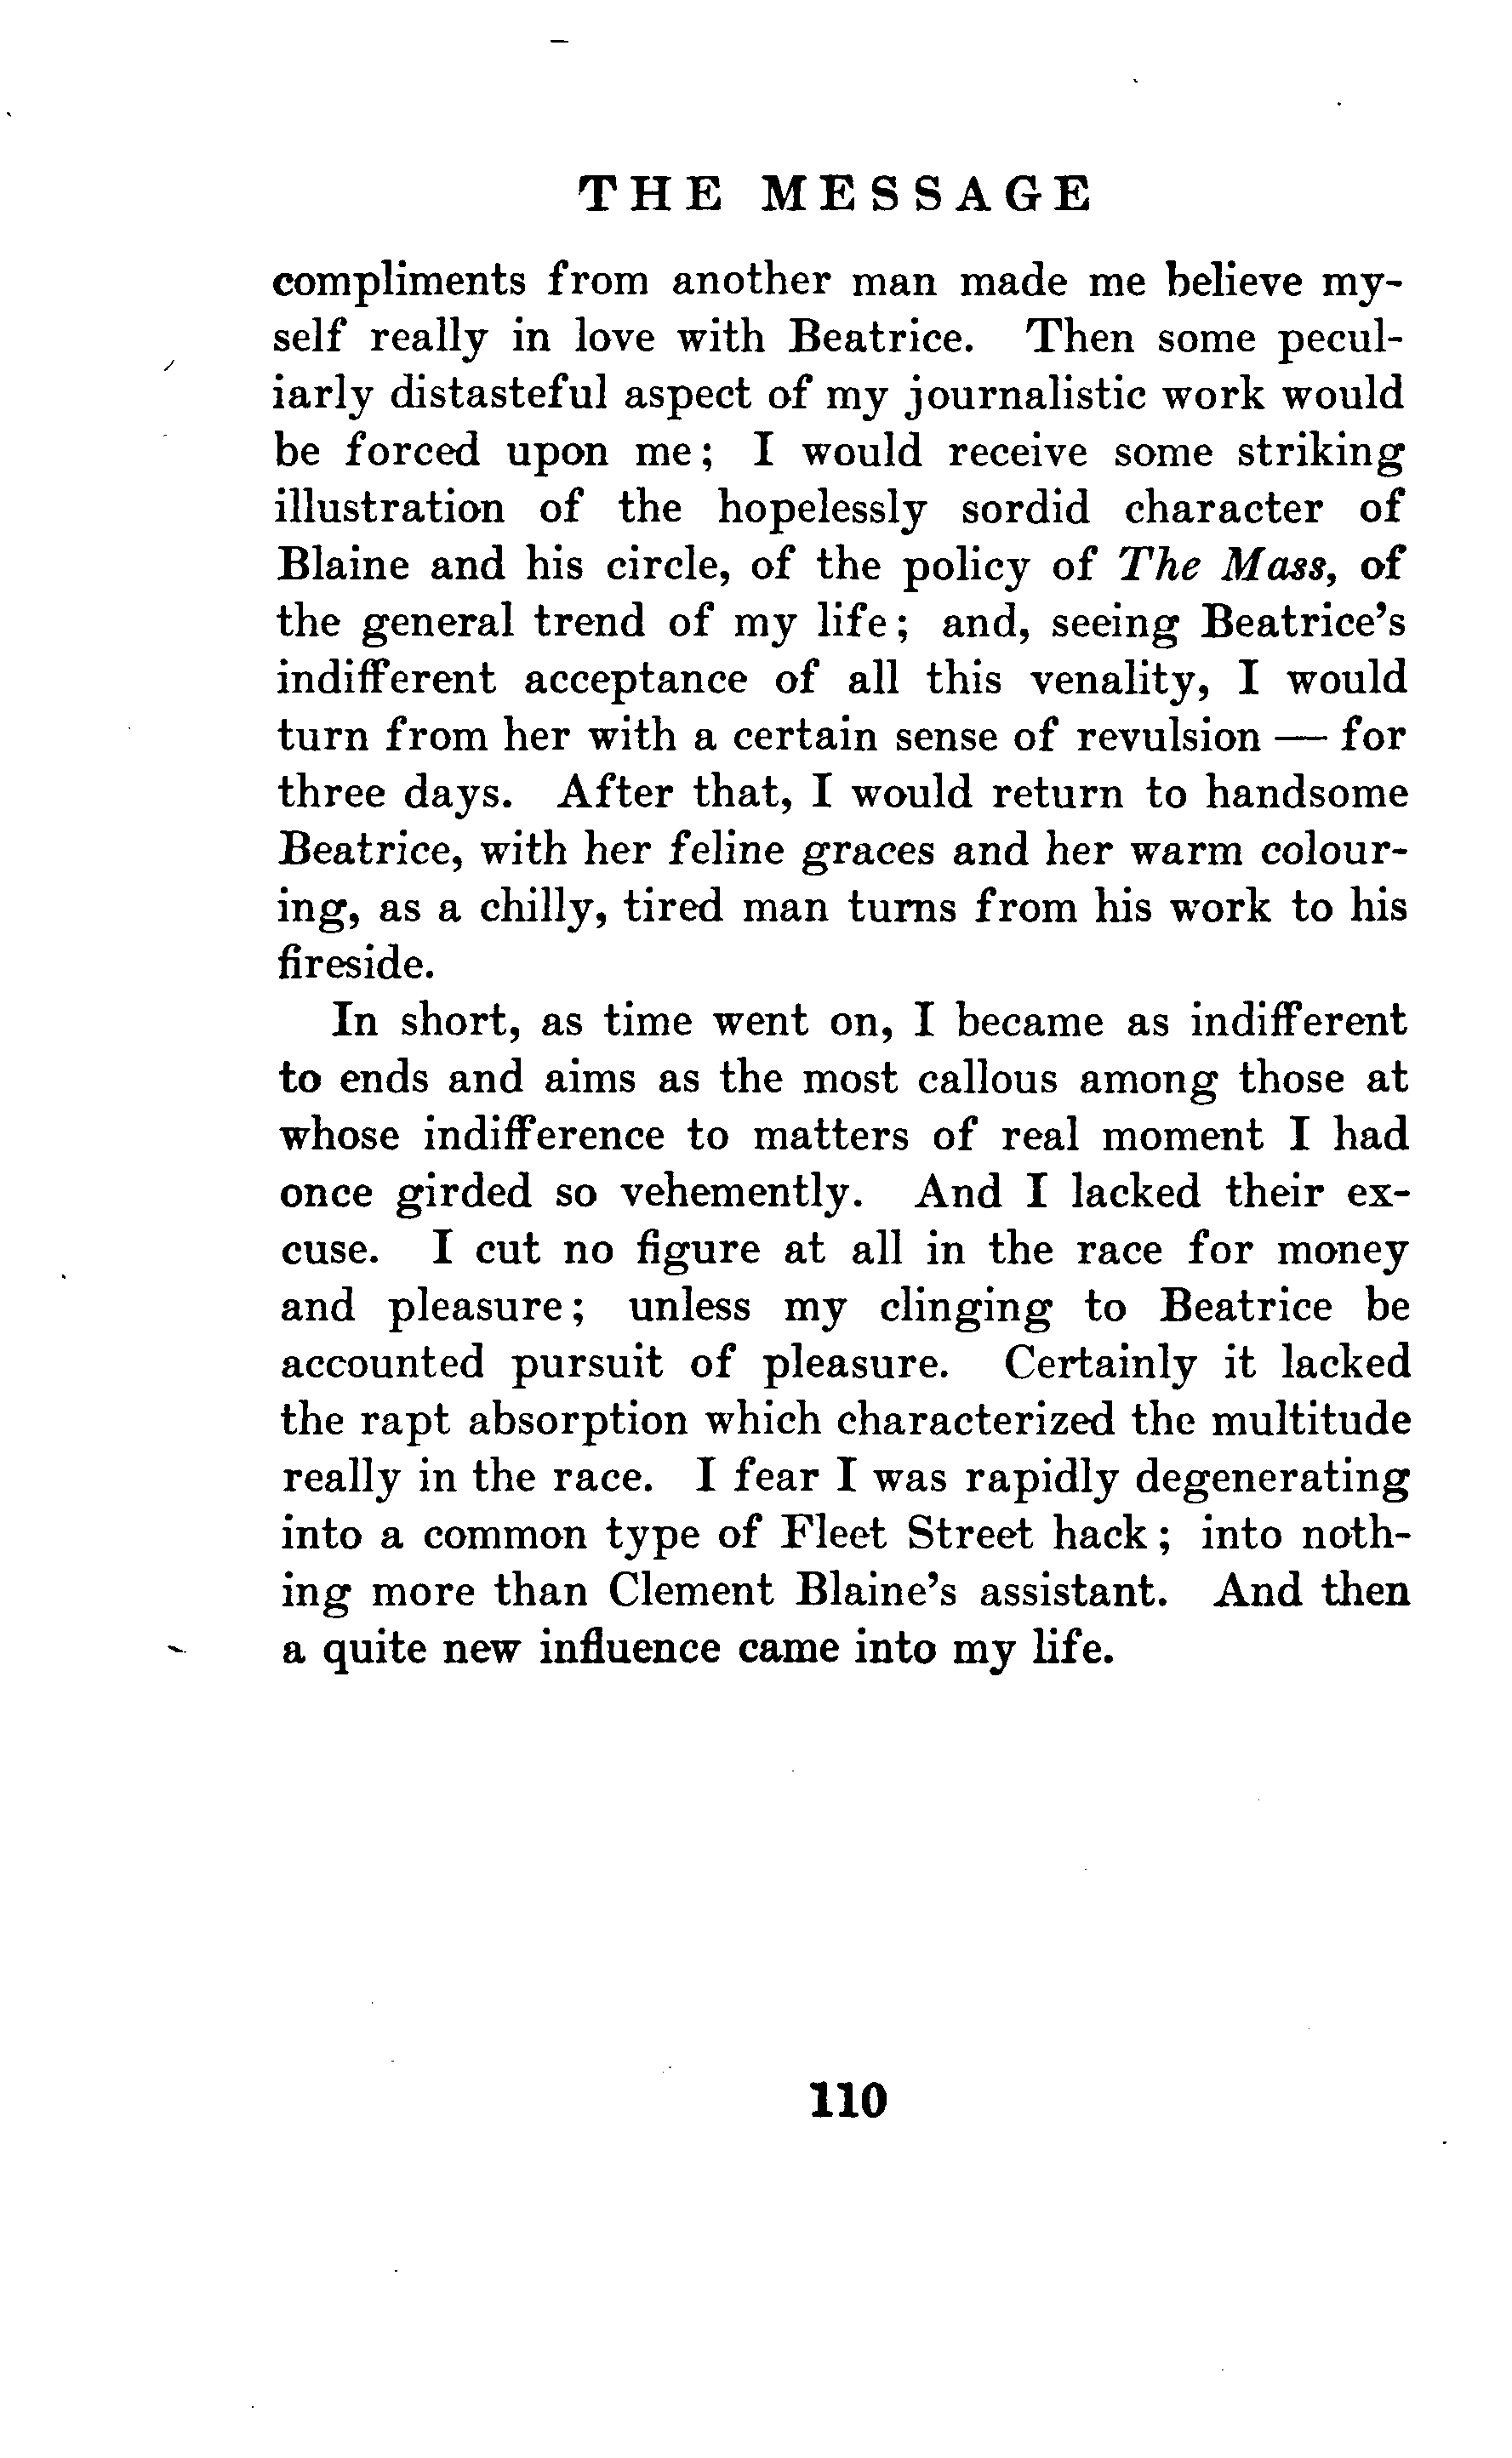 THE MESSAGE
compliments from another man made me believe my-
self really in love with Beatrice. Then some pecul-
iarly distasteful aspect of my journalistic work would
be forced upon me; I would receive some striking
illustration of the hopelessly sordid character of
Blaine and his circle, of the policy of The Mass, of
the general trend of my life; and, seeing Beatrice's
indifferent acceptance of all this venality, I would
turn from her with a certain sense of revulsion — for
three days. After that, I would return to handsome
Beatrice, with her feline graces and her warm colour-
ing, as a chilly, tired man turns from his work to his
fireside.
In short, as time went on, I became as indifferent
to ends and aims as the most callous among those at
whose indifference to matters of real moment I had
once girded so vehemently. And I lacked their ex-
cuse. I cut no figure at all in the race for money
and pleasure; unless my clinging to Beatrice be
accounted pursuit of pleasure. Certainly it lacked
the rapt absorption which characterized the multitude
really in the race. I fear I was rapidly degenerating
into a common type of Fleet Street hack; into noth-
ing more than Clement Blaine's assistant. And then
a quite new influence came into my life.
110